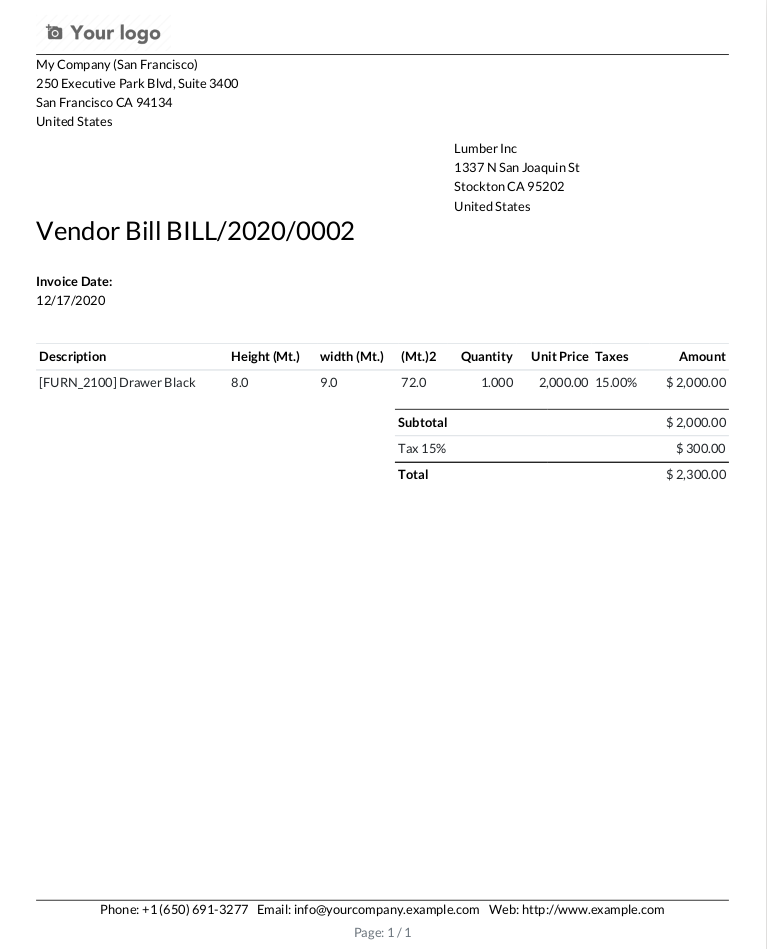 Your logo
My Company (San Francisco)
250 Executive Park Blvd, Suite 3400
San Francisco CA 94134
United States
Lumber Inc
1337 N San Joaquin St
Stockton CA 95202
United States
Vendor Bill BILL/2020/0002
Invoice Date:
12/17/2020
Description Height (Mt.) width (Mt.) (Mt.)2 Quantity Unit Price Taxes Amount
[FURN_2100] Drawer Black 8.0 9.0 72.0 1.000 2,000.00 15.00% $ 2,000.00
Subtotal $ 2,000.00
Tax 15% $ 300.00
Total $ 2,300.00
Phone: +1 (650) 691-3277 Email: info@yourcompany.example.com Web: http://www.example.com
Page: 1 / 1